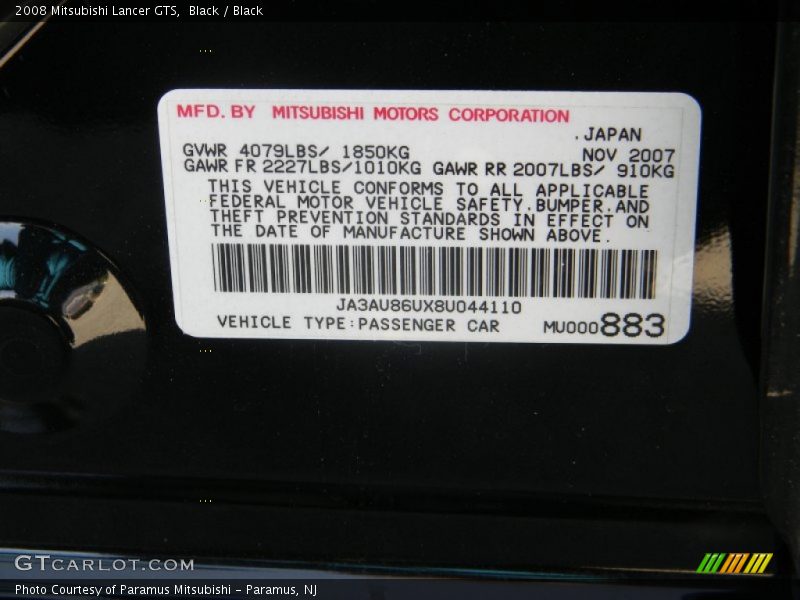 2008 Mitsubishi Lancer GTS,  Black / Black
MFD. BY MITSUBISHI MOTORS CORPORATION
.JAPAN
GVWR 4079LBS/ 1850KG NOV 2007
GAWR FR 2227LBS/1010KG GAWR RR 2007LBS/ 910KG
THIS VEHICLE CONFORMS TO ALL APPLICABLE
FEDERAL MOTOR VEHICLE SAFETY.BUMPER.AND
THEFT PREVENTION STANDARDS IN EFFECT ON
THE DATE OF MANUFACTURE SHOWN ABOVE.
JA3AU86UX8U044110
VEHICLE TYPE:PASSENGER CAR MU000883
GTCARLOT.COM
Photo Courtesy of Paramus Mitsubishi - Paramus, NJ